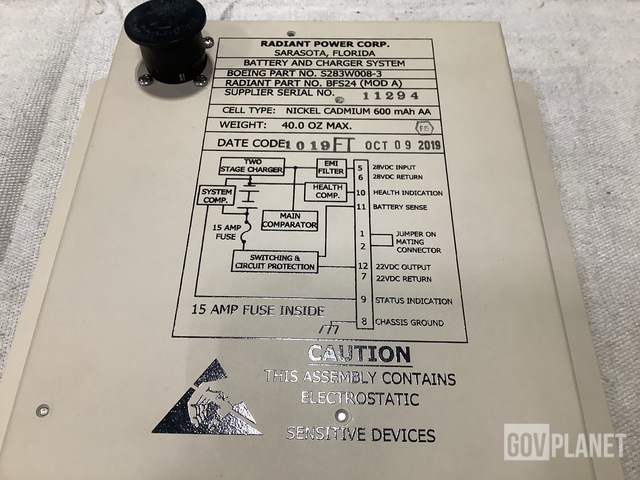 RADIANT POWER CORP.
SARASOTA, FLORIDA
BATTERY AND CHARGER SYSTEM
BOEING PART NO. S283W008-3
RADIANT PART NO. BFS24 (MOD A)
SUPPLIER SERIAL NO. 11294
CELL TYPE: NICKEL CADMIUM 600 mAh AA
WEIGHT: 40.0 OZ MAX.
DATE CODE 1019FT OCT 09 2019
TWO
STAGE CHARGER
EMI
FILTER
5 28VDC INPUT
6 28VDC RETURN
SYSTEM
COMP.
HEALTH
COMP.
10 HEALTH INDICATION
11 BATTERY SENSE
MAIN
COMPARATOR
15 AMP
FUSE
1
2
JUMPER ON
MATING
CONNECTOR
SWITCHING &
CIRCUIT PROTECTION
12 22VDC OUTPUT
7 22VDC RETURN
9 STATUS INDICATION
15 AMP FUSE INSIDE
8 CHASSIS GROUND
CAUTION
THIS ASSEMBLY CONTAINS
ELECTROSTATIC
SENSITIVE DEVICES
GOVPLANET